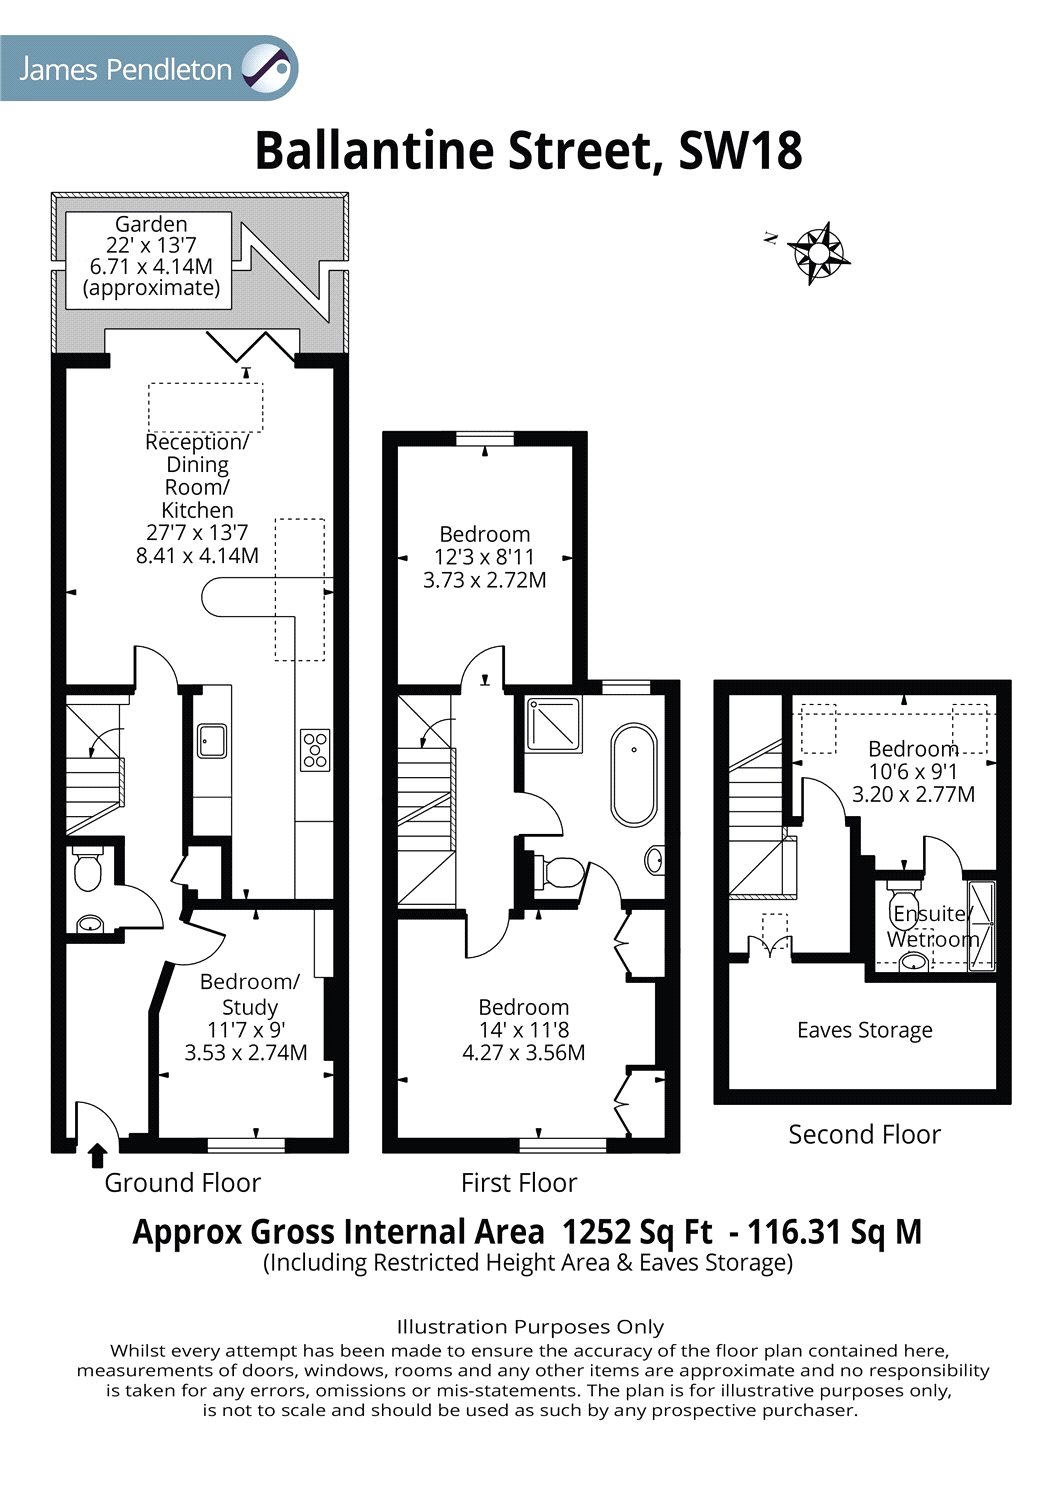 James Pendleton
Ballantine Street, SW18
Garden
22' x 13'7
6.71 x 4.14M
(approximate)
N
Reception/
Dining
Room/
Kitchen
27'7 x 13'7
8.41 x 4.14M
Bedroom
12'3 x 8'11
3.73 x 2.72M
Bedroom
10'6 x 9'1
3.20 x 2.77M
Ensuite/
Wetroom
Bedroom/
Study
11'7 x 9'
3.53 x 2.74M
Bedroom
14' x 11'8
4.27 x 3.56M
Eaves Storage
Second Floor
Ground Floor
First Floor
Approx Gross Internal Area 1252 Sq Ft - 116.31 Sq M
(Including Restricted Height Area & Eaves Storage)
Illustration Purposes Only
Whilst every attempt has been made to ensure the accuracy of the floor plan contained here,
measurements of doors, windows, rooms and any other items are approximate and no responsibility
is taken for any errors, omissions or mis-statements. The plan is for illustrative purposes only,
is not to scale and should be used as such by any prospective purchaser.